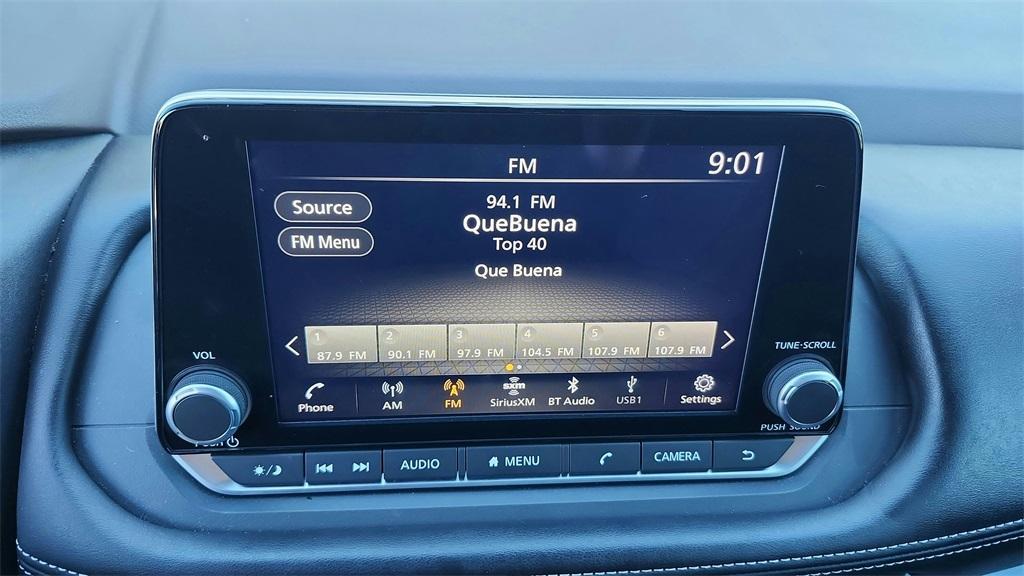 FM
9:01
Source
FM Menu
94.1 FM
QueBuena
Top 40
Que Buena
1 2 3 4 5 6
87.9 FM 90.1 FM 97.9 FM 104.5 FM 107.9 FM 107.9 FM
Phone AM FM SiriusXM BT Audio USB1 Settings
sxm
VOL
TUNE·SCROLL
PUSH
PUSH SOUND
AUDIO MENU CAMERA